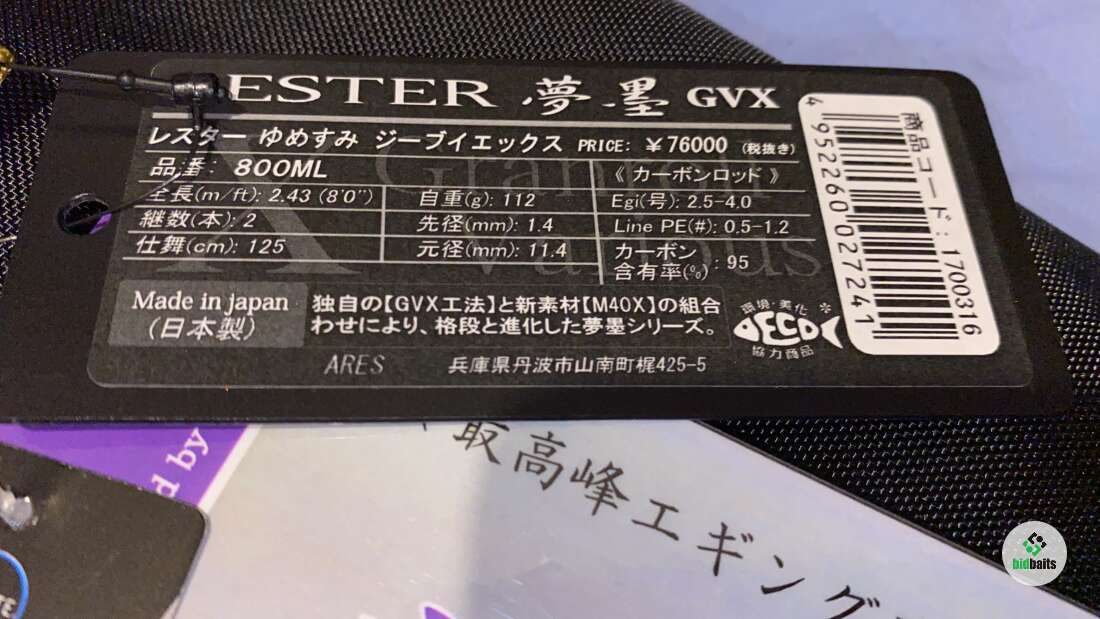 ESTER 夢墨 GVX
レスター ゆめすみ ジーブイエックス PRICE: ￥76000 (税抜き)
品番: 800ML
《 カーボンロッド 》
全長(m/ft): 2.43 (8'0")
自重(g): 112
Egi(号): 2.5-4.0
継数(本): 2
先径(mm): 1.4
Line PE(#): 0.5-1.2
仕舞(cm): 125
元径(mm): 11.4
カーボン
含有率(%): 95
Made in japan
(日本製)
独自の【GVX工法】と新素材【M40X】の組合
わせにより、格段と進化した夢墨シリーズ。
環境・美化
DECO
協力商品
ARES 兵庫県丹波市山南町梶425-5
4952260027241
商品コード: 1700316
d by
最高峰エギング
bidbaits